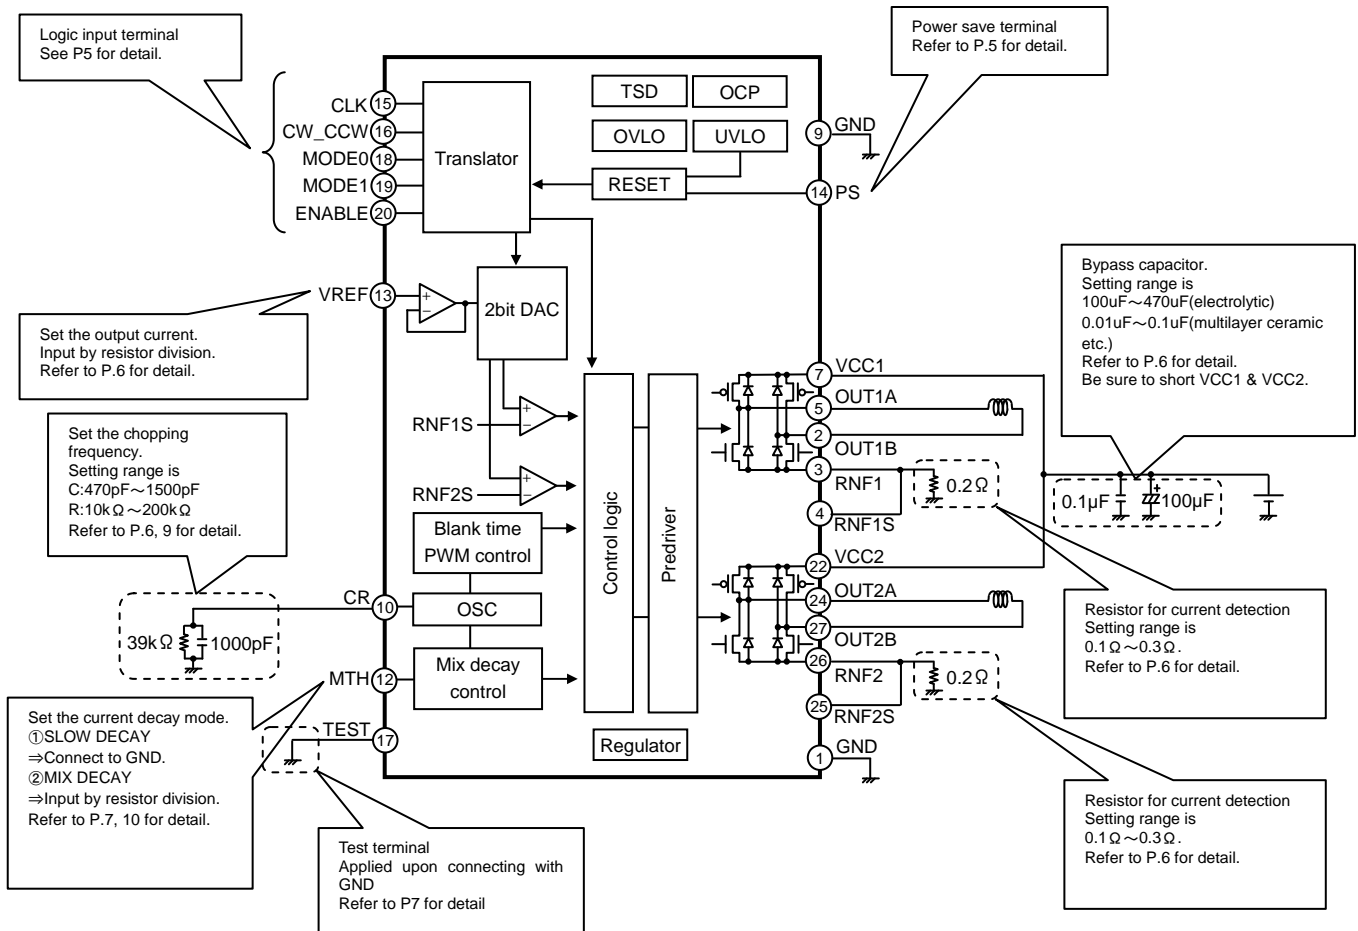 Logic input terminal
See P5 for detail.
Power save terminal
Refer to P.5 for detail.
CLK 15
CW_CCW 16
MODE0 18
MODE1 19
ENABLE 20
Translator
TSD
OCP
OVLO
UVLO
RESET
9 GND
14 PS
VREF 13
+
−
2bit DAC
Set the output current.
Input by resistor division.
Refer to P.6 for detail.
Bypass capacitor.
Setting range is
100uF～470uF(electrolytic)
0.01uF～0.1uF(multilayer ceramic
etc.)
Refer to P.6 for detail.
Be sure to short VCC1 & VCC2.
Set the chopping
frequency.
Setting range is
C:470pF～1500pF
R:10kΩ～200kΩ
Refer to P.6, 9 for detail.
RNF1S
+
−
RNF2S
+
−
Blank time
PWM control
OSC
Mix decay
control
Control logic
Predriver
Regulator
7 VCC1
5 OUT1A
2 OUT1B
3 RNF1
4 RNF1S
0.2Ω
0.1µF
+
100µF
22 VCC2
24 OUT2A
27 OUT2B
26 RNF2
25 RNF2S
0.2Ω
1 GND
CR 10
39kΩ
1000pF
MTH 12
TEST 17
Set the current decay mode.
①SLOW DECAY
⇒Connect to GND.
②MIX DECAY
⇒Input by resistor division.
Refer to P.7, 10 for detail.
Test terminal
Applied upon connecting with
GND
Refer to P7 for detail
Resistor for current detection
Setting range is
0.1Ω～0.3Ω.
Refer to P.6 for detail.
Resistor for current detection
Setting range is
0.1Ω～0.3Ω.
Refer to P.6 for detail.